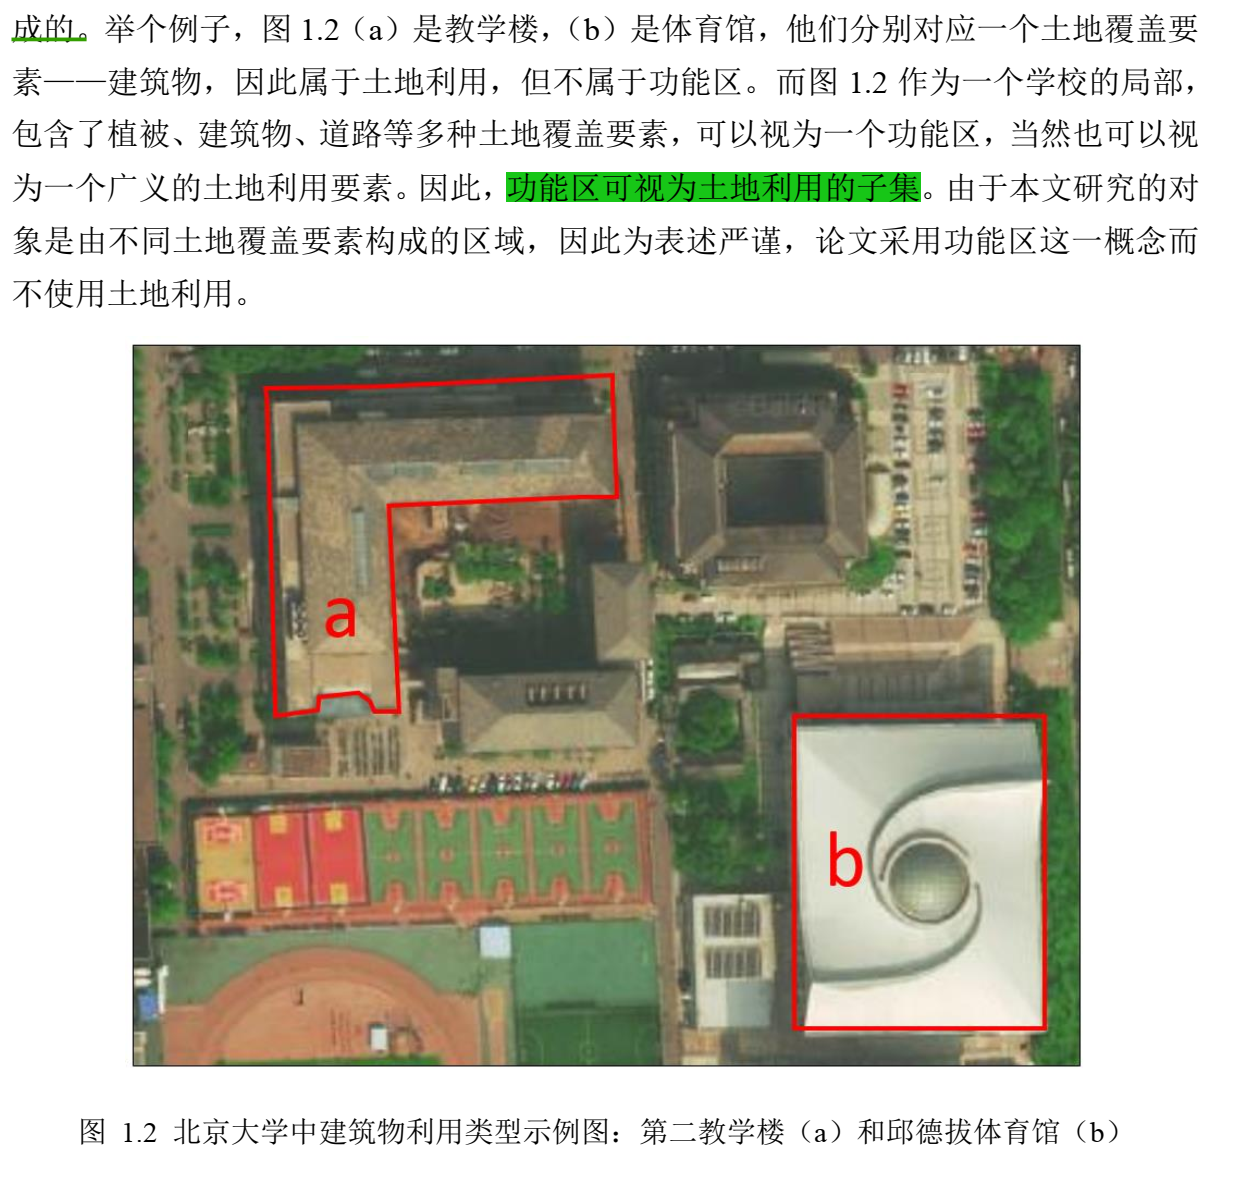 成的。举个例子，图 1.2（a）是教学楼，（b）是体育馆，他们分别对应一个土地覆盖要
素——建筑物，因此属于土地利用，但不属于功能区。而图 1.2 作为一个学校的局部，
包含了植被、建筑物、道路等多种土地覆盖要素，可以视为一个功能区，当然也可以视
为一个广义的土地利用要素。因此，功能区可视为土地利用的子集。由于本文研究的对
象是由不同土地覆盖要素构成的区域，因此为表述严谨，论文采用功能区这一概念而
不使用土地利用。
a
b
图 1.2 北京大学中建筑物利用类型示例图：第二教学楼（a）和邱德拔体育馆（b）